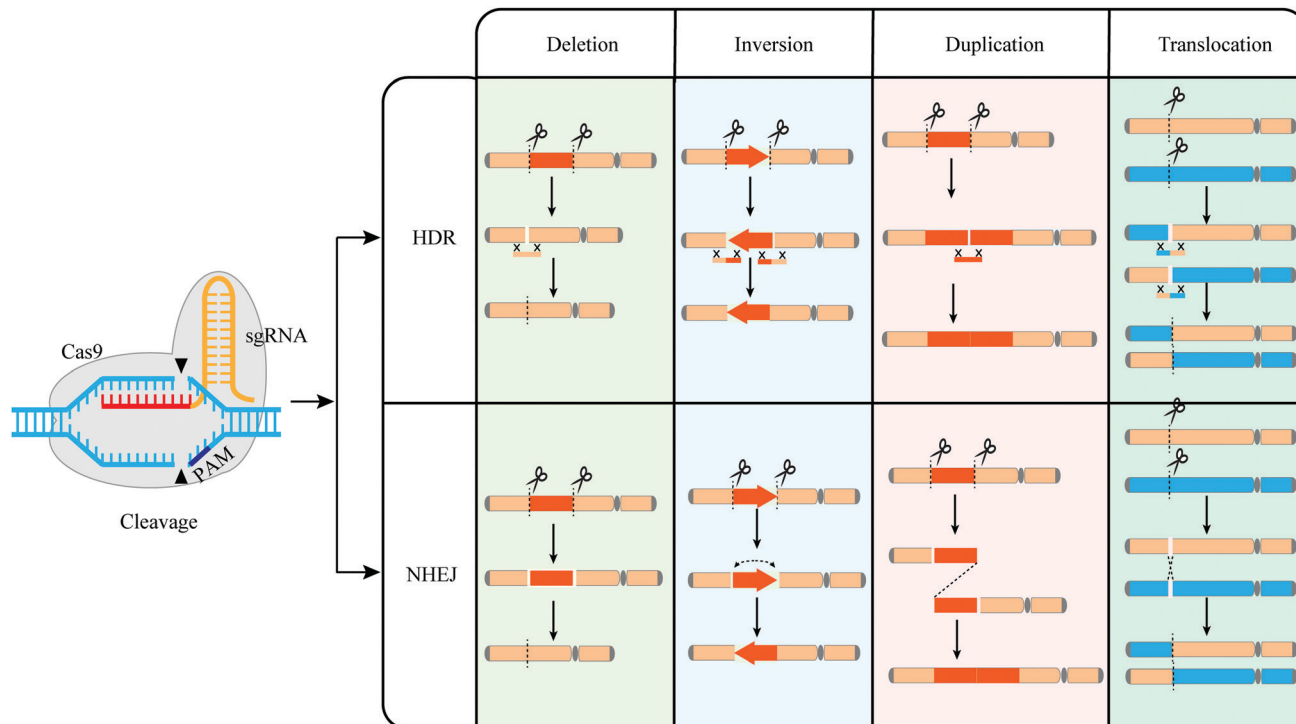 Deletion
Inversion
Duplication
Translocation
HDR
sgRNA
Cas9
PAM
Cleavage
NHEJ